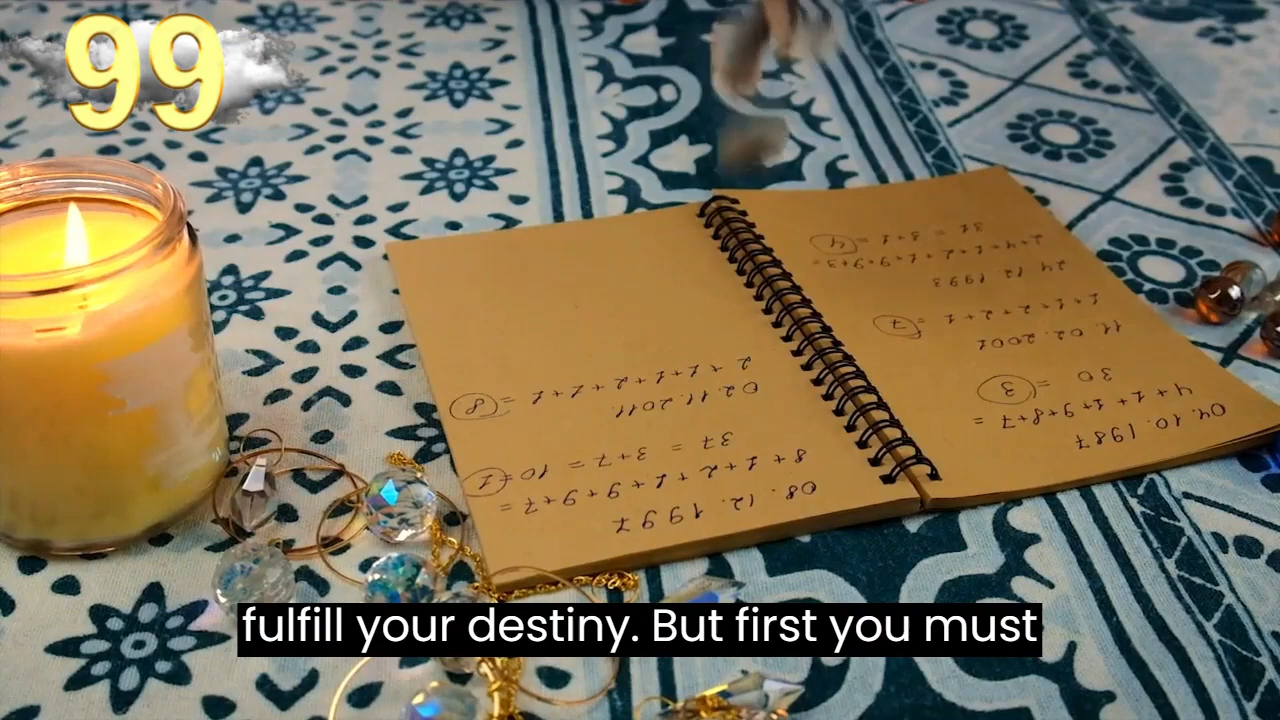 99
04.10.1987
4+1+1+9+8+7 =
30 = 3
11.02.2001
1+1+2+2+1 = 7
24.12.1993
2+4+1+2+1+9+9+3=
31 = 3+1 = 4
08.12.1997
8+1+2+1+9+9+7 =
37 = 3+7 = 10 = 1
02.11.2011.
2+1+1+2+1+1 = 8
fulfill your destiny. But first you must